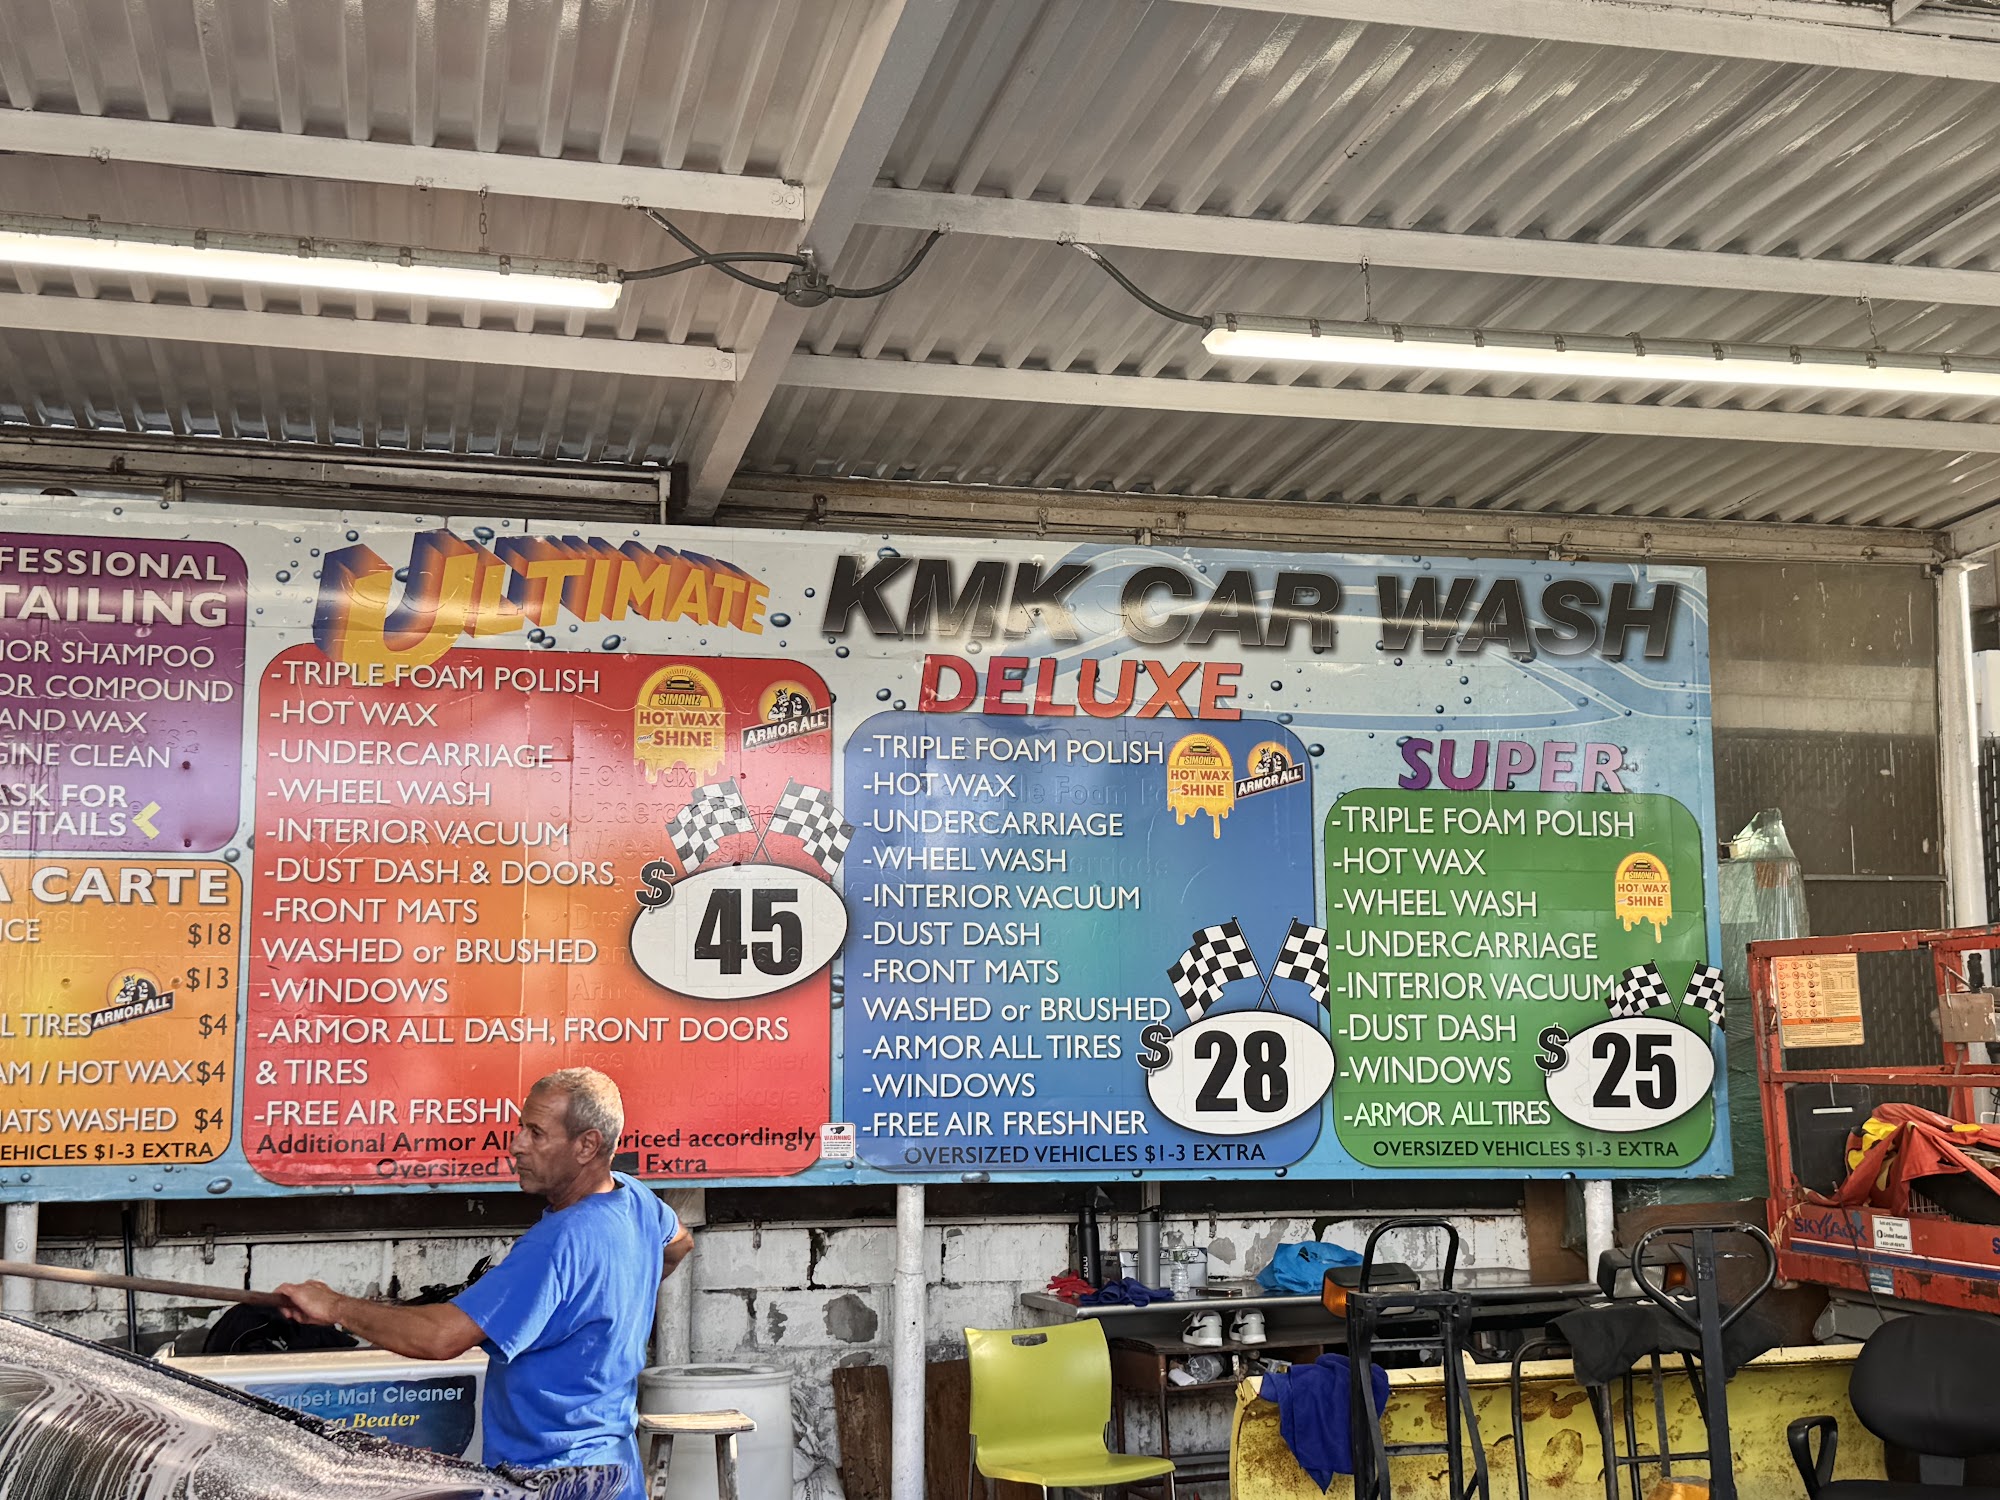 FESSIONAL
TAILING
IOR SHAMPOO
OR COMPOUND
AND WAX
GINE CLEAN
ASK FOR
DETAILS
A CARTE
ICE $18
$13
ARMOR ALL
L TIRES $4
AM / HOT WAX $4
MATS WASHED $4
EHICLES $1-3 EXTRA
ULTIMATE
-TRIPLE FOAM POLISH
-HOT WAX
-UNDERCARRIAGE
-WHEEL WASH
-INTERIOR VACUUM
-DUST DASH & DOORS
-FRONT MATS
WASHED or BRUSHED
-WINDOWS
-ARMOR ALL DASH, FRONT DOORS
& TIRES
-FREE AIR FRESHN
Additional Armor All riced accordingly
Oversized V Extra
SIMONIZ
HOT WAX
SHINE
ARMOR ALL
$ 45
WARNING
KMK CAR WASH
DELUXE
-TRIPLE FOAM POLISH
-HOT WAX
-UNDERCARRIAGE
-WHEEL WASH
-INTERIOR VACUUM
-DUST DASH
-FRONT MATS
WASHED or BRUSHED
-ARMOR ALL TIRES
-WINDOWS
-FREE AIR FRESHNER
OVERSIZED VEHICLES $1-3 EXTRA
SIMONIZ
HOT WAX
SHINE
ARMOR ALL
$ 28
SUPER
-TRIPLE FOAM POLISH
-HOT WAX
-WHEEL WASH
-UNDERCARRIAGE
-INTERIOR VACUUM
-DUST DASH
-WINDOWS
-ARMOR ALL TIRES
OVERSIZED VEHICLES $1-3 EXTRA
SIMONIZ
HOT WAX
SHINE
$ 25
SKYJACK
Carpet Mat Cleaner
Beater